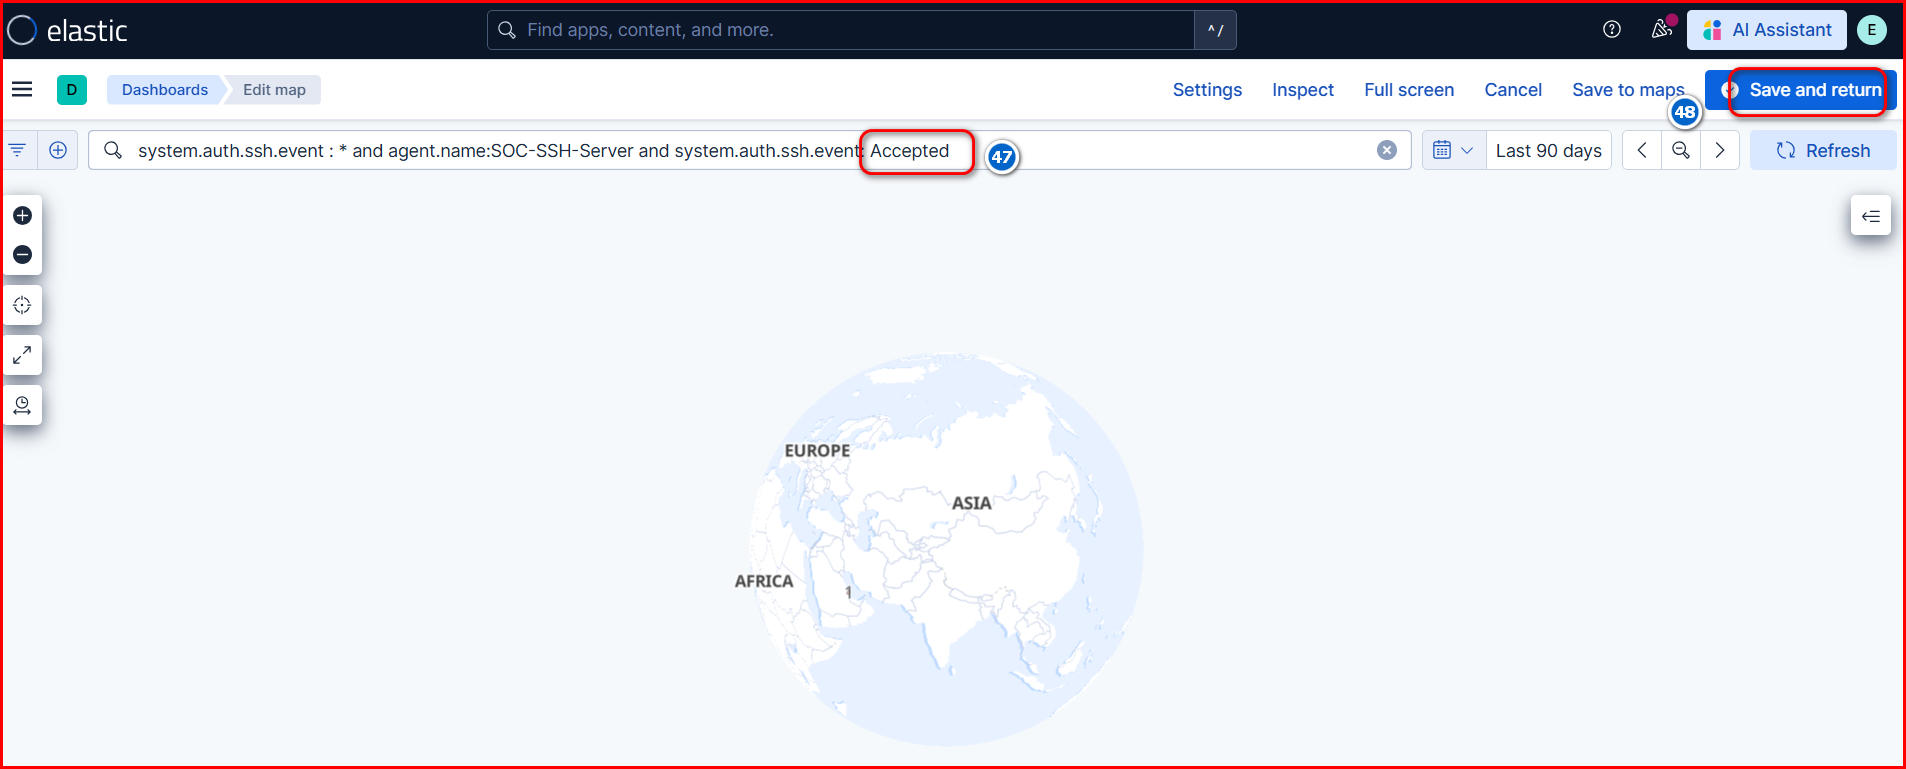 elastic
Find apps, content, and more.
^ /
AI Assistant
E
D
Dashboards
Edit map
Settings
Inspect
Full screen
Cancel
Save to maps
Save and return
48
system.auth.ssh.event : * and agent.name:SOC-SSH-Server and system.auth.ssh.event: Accepted
47
Last 90 days
Refresh
EUROPE
ASIA
AFRICA
1